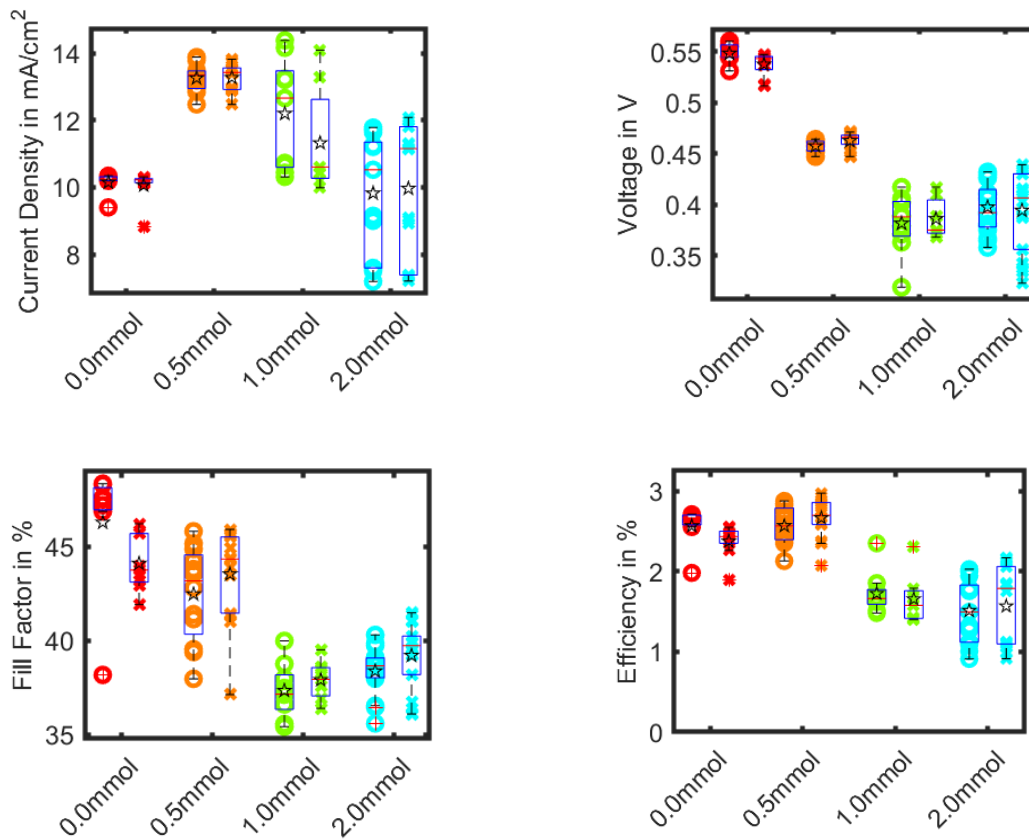 Current Density in mA/cm²
14
12
10
8
0.0mmol
0.5mmol
1.0mmol
2.0mmol
Voltage in V
0.55
0.5
0.45
0.4
0.35
0.0mmol
0.5mmol
1.0mmol
2.0mmol
Fill Factor in %
45
40
35
0.0mmol
0.5mmol
1.0mmol
2.0mmol
Efficiency in %
3
2
1
0
0.0mmol
0.5mmol
1.0mmol
2.0mmol